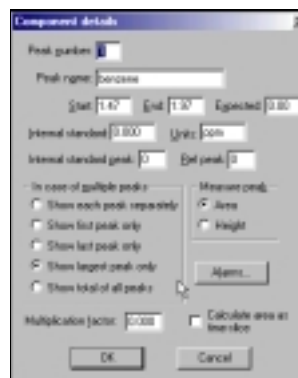 Component details
Peak number:
Peak name: benzene
Start: 1.47 End: 1.97 Expected: 0.00
Internal standard: 0.000 Units: ppm
Internal standard peak: 0 Ref peak: 0
In case of multiple peaks
Show each peak separately
Show first peak only
Show last peak only
Show largest peak only
Show total of all peaks
Measure peak
Area
Height
Alarms...
Multiplication factor: 0.000
Calculate area as time slice
OK
Cancel